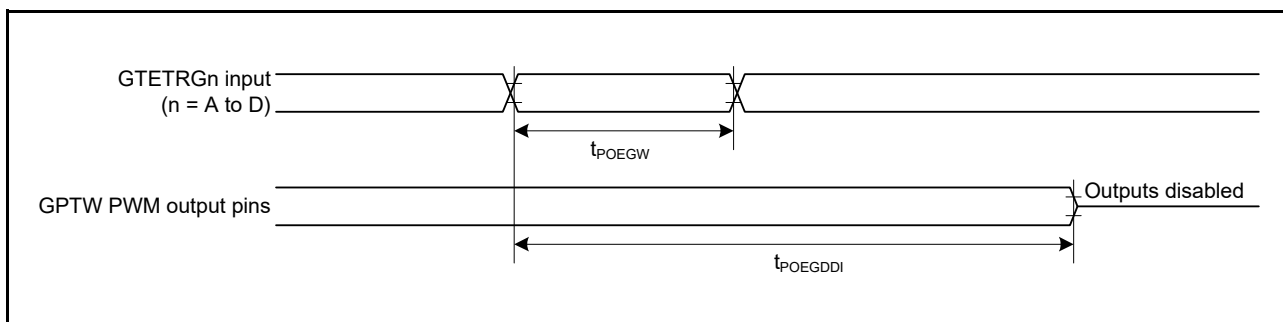 GTETRGn input
(n = A to D)
tPOEGW
GPTW PWM output pins
Outputs disabled
tPOEGDDI